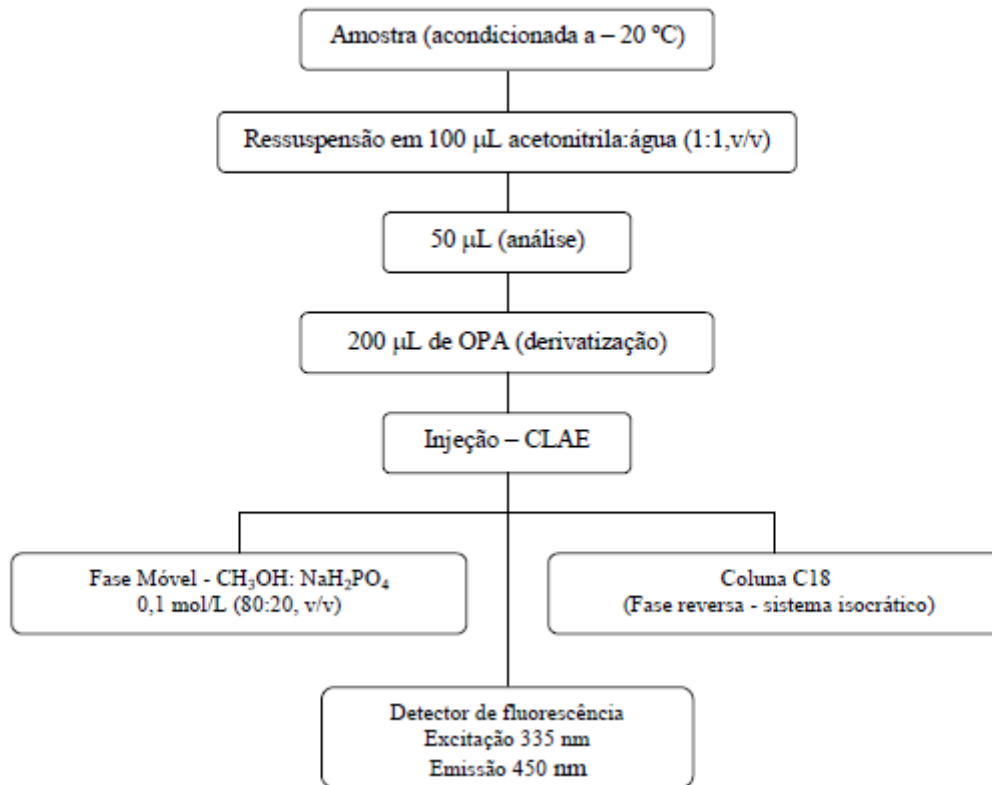 Amostra (acondicionada a – 20 ºC)
Ressuspensão em 100 µL acetonitrila:água (1:1,v/v)
50 µL (análise)
200 µL de OPA (derivatização)
Injeção – CLAE
Fase Móvel - CH₃OH: NaH₂PO₄
0,1 mol/L (80:20, v/v)
Coluna C18
(Fase reversa - sistema isocrático)
Detector de fluorescência
Excitação 335 nm
Emissão 450 nm